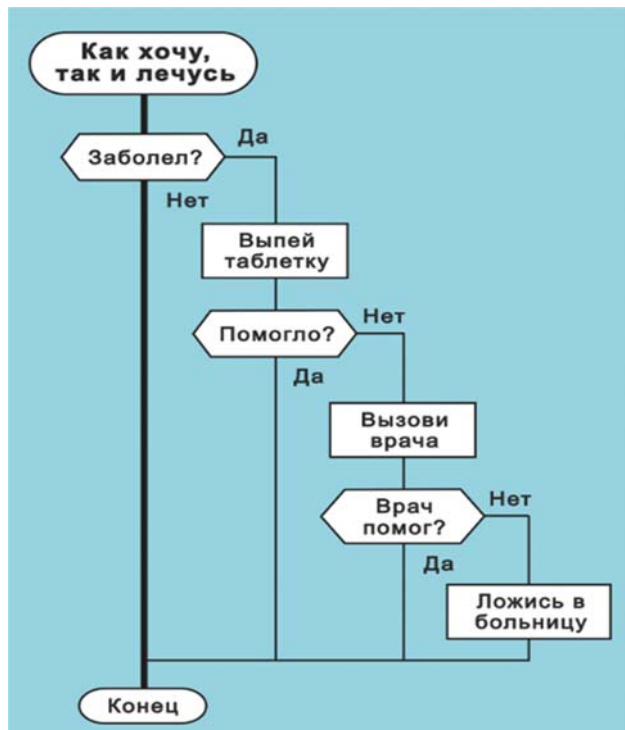 Как хочу,
так и лечусь
Да
Заболел?
Нет
Выпей
таблетку
Нет
Помогло?
Да
Вызови
врача
Нет
Врач
помог?
Да
Ложись в
больницу
Конец